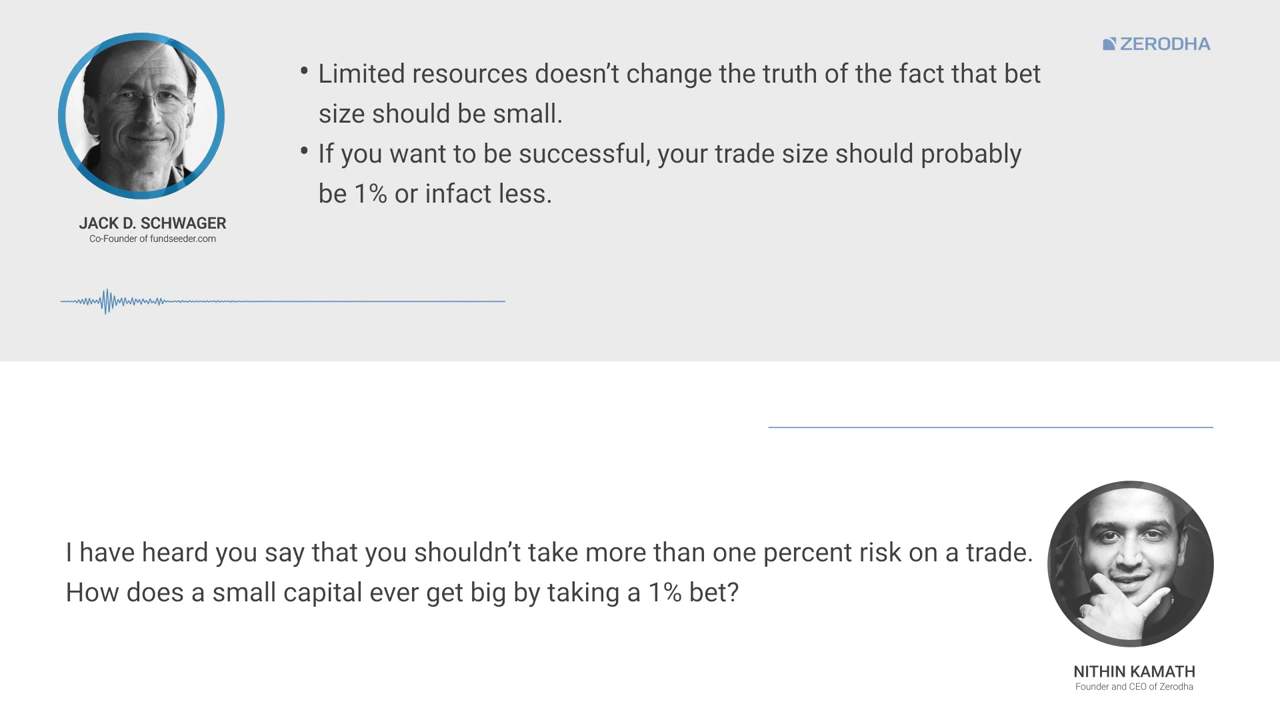 ZERODHA
• Limited resources doesn’t change the truth of the fact that bet
size should be small.
• If you want to be successful, your trade size should probably
be 1% or infact less.
JACK D. SCHWAGER
Co-Founder of fundseeder.com
I have heard you say that you shouldn’t take more than one percent risk on a trade.
How does a small capital ever get big by taking a 1% bet?
NITHIN KAMATH
Founder and CEO of Zerodha